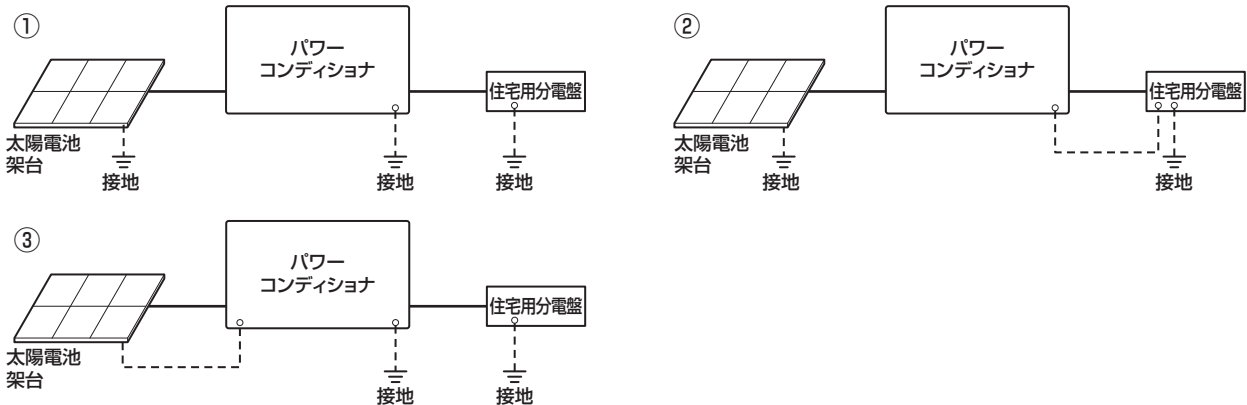 ①
パワー
コンディショナ
住宅用分電盤
太陽電池
架台
接地
接地
接地
②
パワー
コンディショナ
住宅用分電盤
太陽電池
架台
接地
接地
③
パワー
コンディショナ
住宅用分電盤
太陽電池
架台
接地
接地